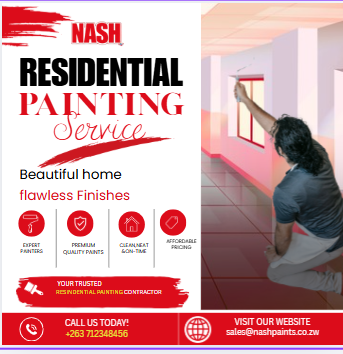 NASH
RESIDENTIAL
PAINTING
Service
Beautiful home
flawless Finishes
EXPERT
PAINTERS
PREMIUM
QUALITY PAINTS
CLEAN,NEAT
&ON-TIME
AFFORDABLE
PRICING
YOUR TRUSTED
RESINDENTIAL PAINTING CONTRACTOR
CALL US TODAY!
+263 712348456
VISIT OUR WEBSITE
sales@nashpaints.co.zw